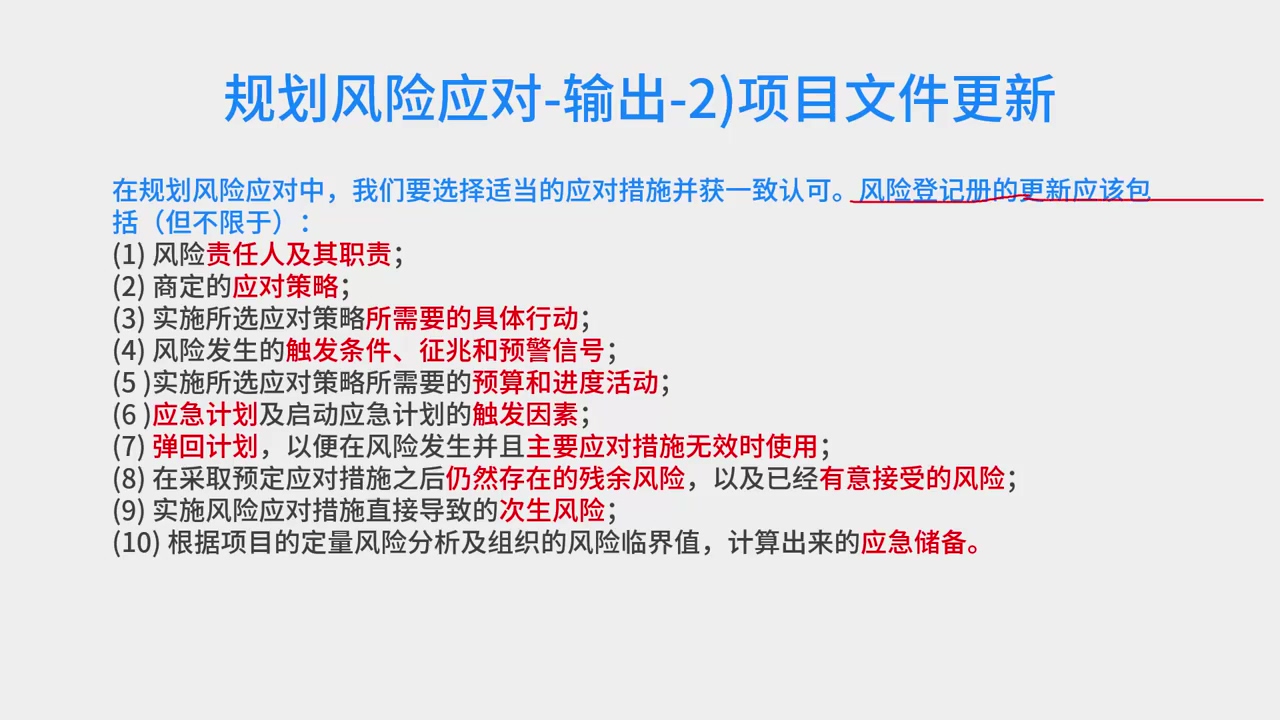 规划风险应对-输出-2)项目文件更新
在规划风险应对中，我们要选择适当的应对措施并获一致认可。风险登记册的更新应该包
括（但不限于）：
(1) 风险责任人及其职责；
(2) 商定的应对策略；
(3) 实施所选应对策略所需要的具体行动；
(4) 风险发生的触发条件、征兆和预警信号；
(5 )实施所选应对策略所需要的预算和进度活动；
(6 )应急计划及启动应急计划的触发因素；
(7) 弹回计划，以便在风险发生并且主要应对措施无效时使用；
(8) 在采取预定应对措施之后仍然存在的残余风险，以及已经有意接受的风险；
(9) 实施风险应对措施直接导致的次生风险；
(10) 根据项目的定量风险分析及组织的风险临界值，计算出来的应急储备。